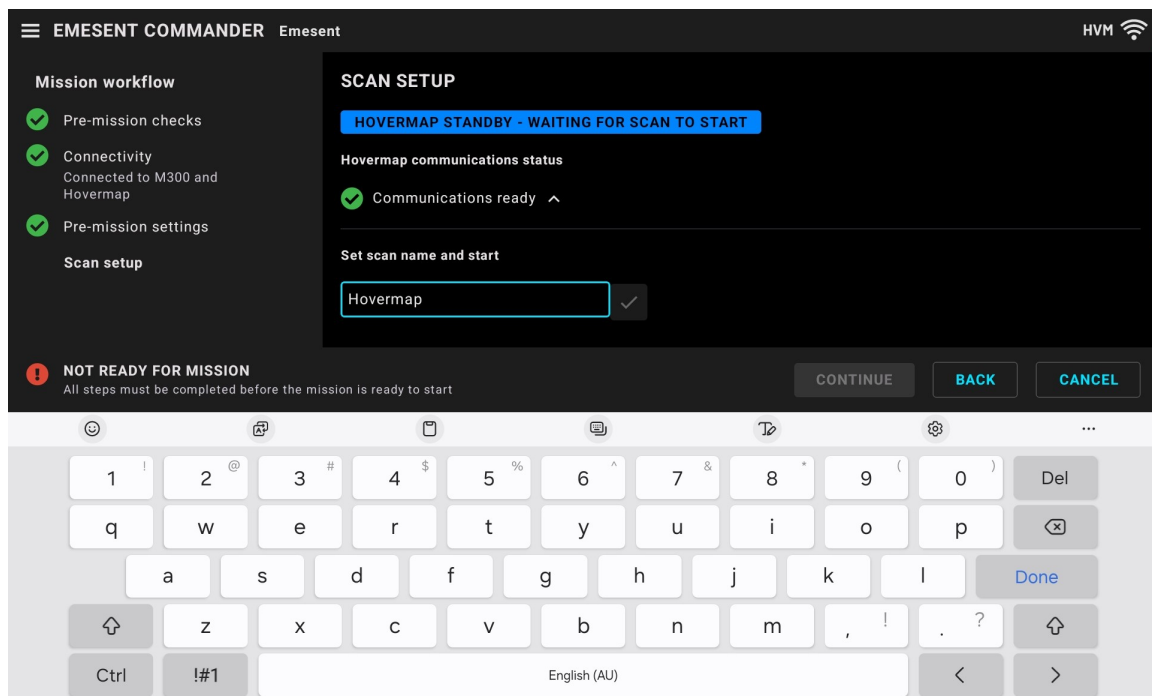 EMESENT COMMANDER Emesent HVM
Mission workflow
Pre-mission checks
Connectivity
Connected to M300 and
Hovermap
Pre-mission settings
Scan setup
SCAN SETUP
HOVERMAP STANDBY - WAITING FOR SCAN TO START
Hovermap communications status
Communications ready
Set scan name and start
Hovermap
NOT READY FOR MISSION
All steps must be completed before the mission is ready to start
CONTINUE BACK CANCEL
1 ! 2 @ 3 # 4 $ 5 % 6 ^ 7 & 8 * 9 ( 0 ) Del
q w e r t y u i o p
a s d f g h j k l Done
z x c v b n m , ! . ?
Ctrl !#1 English (AU) < >